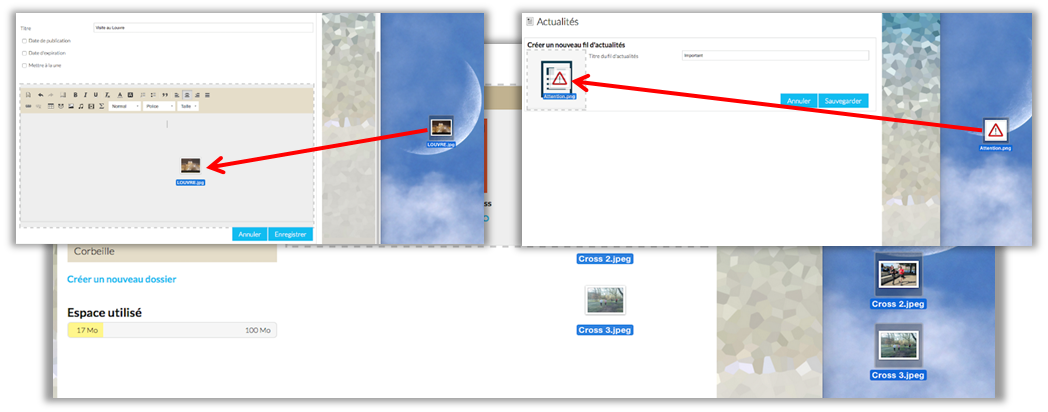 Titre
Visite au Louvre
Date de publication
Date d'expiration
Mettre à la une
Normal
Police
Taille
LOUVRE.jpg
LOUVRE.jpg
Annuler
Enregistrer
Actualités
Créer un nouveau fil d'actualités
Titre du fil d'actualités
Important
Attention.png
Annuler
Sauvegarder
Attention.png
ss
Corbeille
Créer un nouveau dossier
Espace utilisé
17 Mo
100 Mo
Cross 2.jpeg
Cross 3.jpeg
Cross 2.jpeg
Cross 3.jpeg